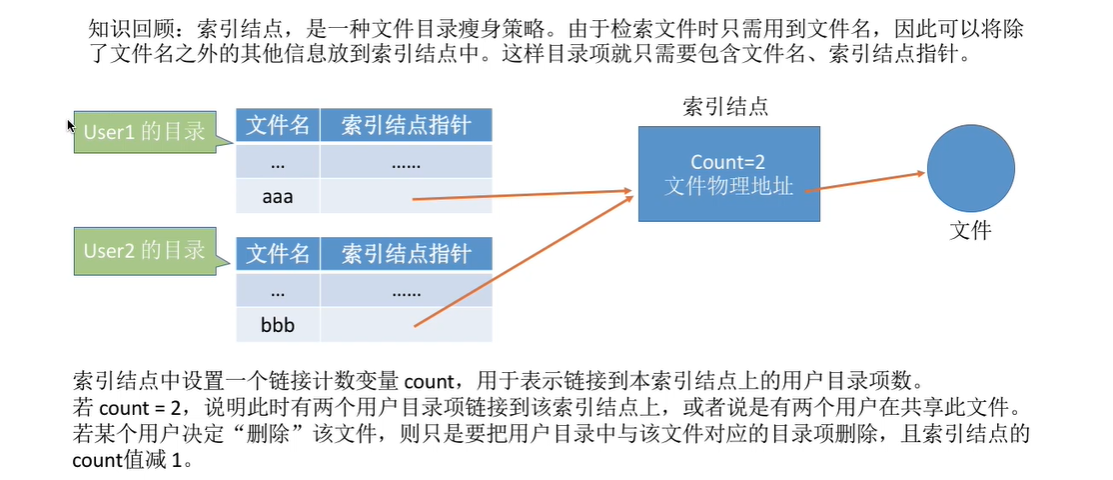 知识回顾：索引结点，是一种文件目录瘦身策略。由于检索文件时只需用到文件名，因此可以将除
了文件名之外的其他信息放到索引结点中。这样目录项就只需要包含文件名、索引结点指针。
User1 的目录
文件名 索引结点指针
... ......
aaa
User2 的目录
文件名 索引结点指针
... ......
bbb
索引结点
Count=2
文件物理地址
文件
索引结点中设置一个链接计数变量 count，用于表示链接到本索引结点上的用户目录项数。
若 count = 2，说明此时有两个用户目录项链接到该索引结点上，或者说是有两个用户在共享此文件。
若某个用户决定“删除”该文件，则只是要把用户目录中与该文件对应的目录项删除，且索引结点的
count值减 1。